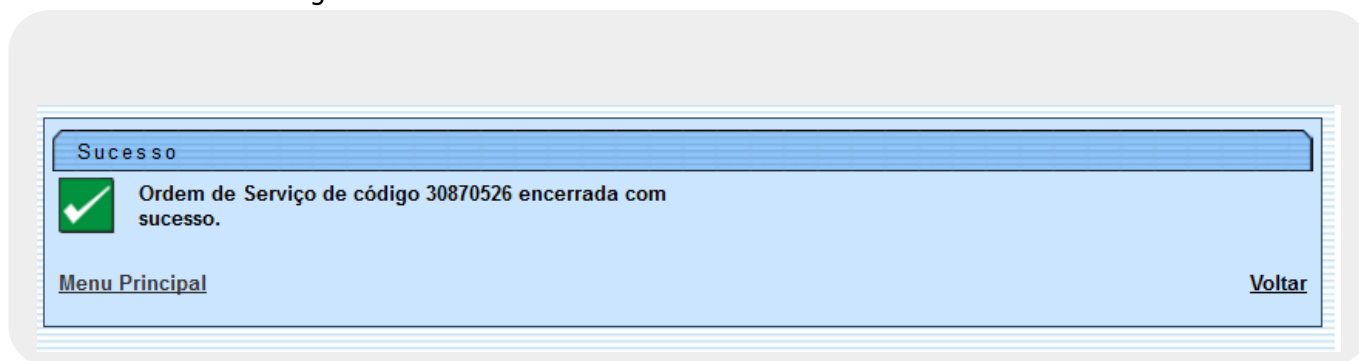 Sucesso
Ordem de Serviço de código 30870526 encerrada com
sucesso.
Menu Principal
Voltar